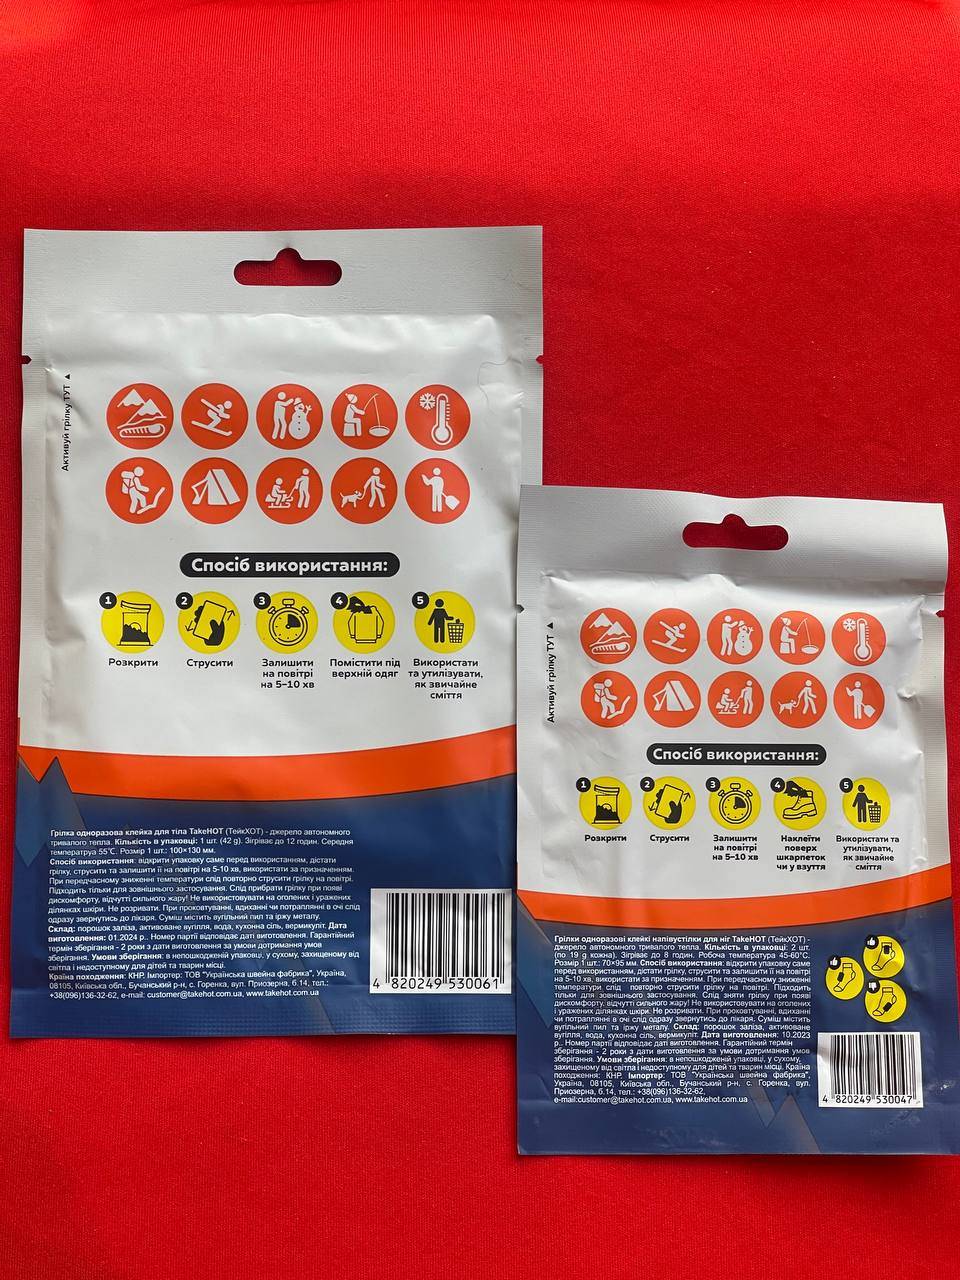 Активуй грілку ТУТ ▲
Спосіб використання:
1
2
3
4
5
Розкрити
Струсити
Залишити
на повітрі
на 5–10 хв
Помістити під
верхній одяг
Використати
та утилізувати,
як звичайне
сміття
Грілка одноразова клейка для тіла TakeHOT (ТейкХОТ) - джерело автономного
тривалого тепла. Кількість в упаковці: 1 шт. (42 g). Зігріває до 12 годин. Середня
температруа 55℃. Розмір 1 шт.: 100×130 мм.
Спосіб використання: відкрити упаковку саме перед використанням, дістати
грілку, струсити та залишити її на повітрі на 5-10 хв, використати за призначенням.
При передчасному зниженні температури слід повторно струсити грілку на повітрі.
Підходить тільки для зовнішнього застосування. Слід прибрати грілку при появі
дискомфорту, відчутті сильного жару! Не використовувати на оголених і уражених
ділянках шкіри. Не розривати. При проковтуванні, вдиханні чи потраплянні в очі слід
одразу звернутись до лікаря. Суміш містить вугільний пил та іржу металу.
Склад: порошок заліза, активоване вугілля, вода, кухонна сіль, вермикуліт. Дата
виготовлення: 01.2024 р.. Номер партії відповідає даті виготовлення. Гарантійний
термін зберігання - 2 роки з дати виготовлення за умови дотримання умов
зберігання. Умови зберігання: в непошкодженій упаковці, у сухому, захищеному від
світла і недоступному для дітей та тварин місці.
Країна походження: КНР. Імпортер: ТОВ "Українська швейна фабрика", Україна,
08105, Київська обл., Бучанський р-н, с. Горенка, вул. Приозерна, б.14, тел.:
+38(096)136-32-62, e-mail: customer@takehot.com.ua, www.takehot.com.ua
4 820249 530061
Активуй грілку ТУТ ▲
Спосіб використання:
1
2
3
4
5
Розкрити
Струсити
Залишити
на повітрі
на 5–10 хв
Наклеїти
поверх
шкарпеток
чи у взуття
Використати та
утилізувати,
як звичайне
сміття
Грілки одноразові клейкі напівустілки для ніг TakeHOT (ТейкХОТ) -
джерело автономного тривалого тепла. Кількість в упаковці: 2 шт.
(по 19 g кожна). Зігріває до 8 годин. Робоча температура 45-60°С.
Розмір 1 шт.: 70×95 мм. Спосіб використання: відкрити упаковку саме
перед використанням, дістати грілку, струсити та залишити її на повітрі
на 5-10 хв, використати за призначенням. При передчасному зниженні
температури слід повторно струсити грілку на повітрі. Підходить
тільки для зовнішнього застосування. Слід зняти грілку при появі
дискомфорту, відчутті сильного жару! Не використовувати на оголених
і уражених ділянках шкіри. Не розривати. При проковтуванні, вдиханні
чи потраплянні в очі слід одразу звернутись до лікаря. Суміш містить
вугільний пил та іржу металу. Склад: порошок заліза, активоване
вугілля, вода, кухонна сіль, вермикуліт. Дата виготовлення: 10.2023
р.. Номер партії відповідає даті виготовлення. Гарантійний термін
зберігання - 2 роки з дати виготовлення за умови дотримання умов
зберігання. Умови зберігання: в непошкодженій упаковці, у сухому,
захищеному від світла і недоступному для дітей та тварин місці. Країна
походження: КНР. Імпортер: ТОВ "Українська швейна фабрика",
Україна, 08105, Київська обл., Бучанський р-н, с. Горенка, вул.
Приозерна, б.14, тел.: +38(096)136-32-62,
e-mail:customer@takehot.com.ua, www.takehot.com.ua
4 820249 530047